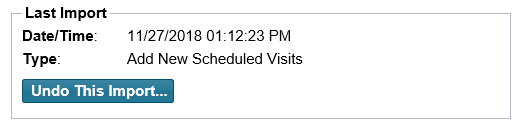 Last Import
Date/Time: 11/27/2018 01:12:23 PM
Type: Add New Scheduled Visits
Undo This Import...